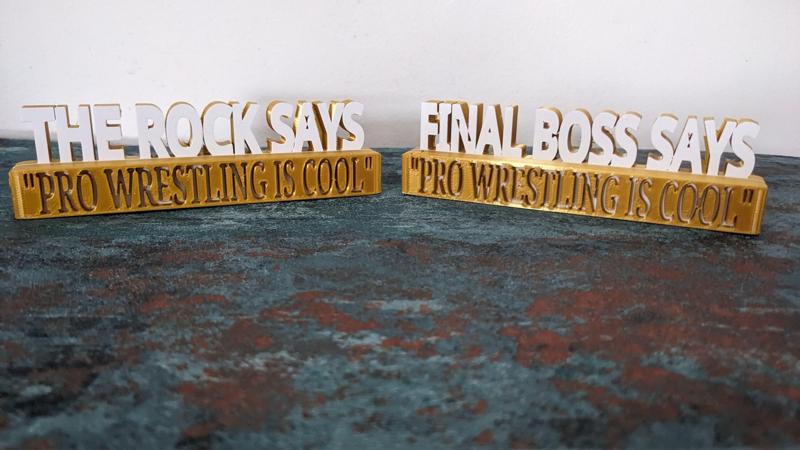 THE ROCK SAYS
"PRO WRESTLING IS COOL"
FINAL BOSS SAYS
"PRO WRESTLING IS COOL"